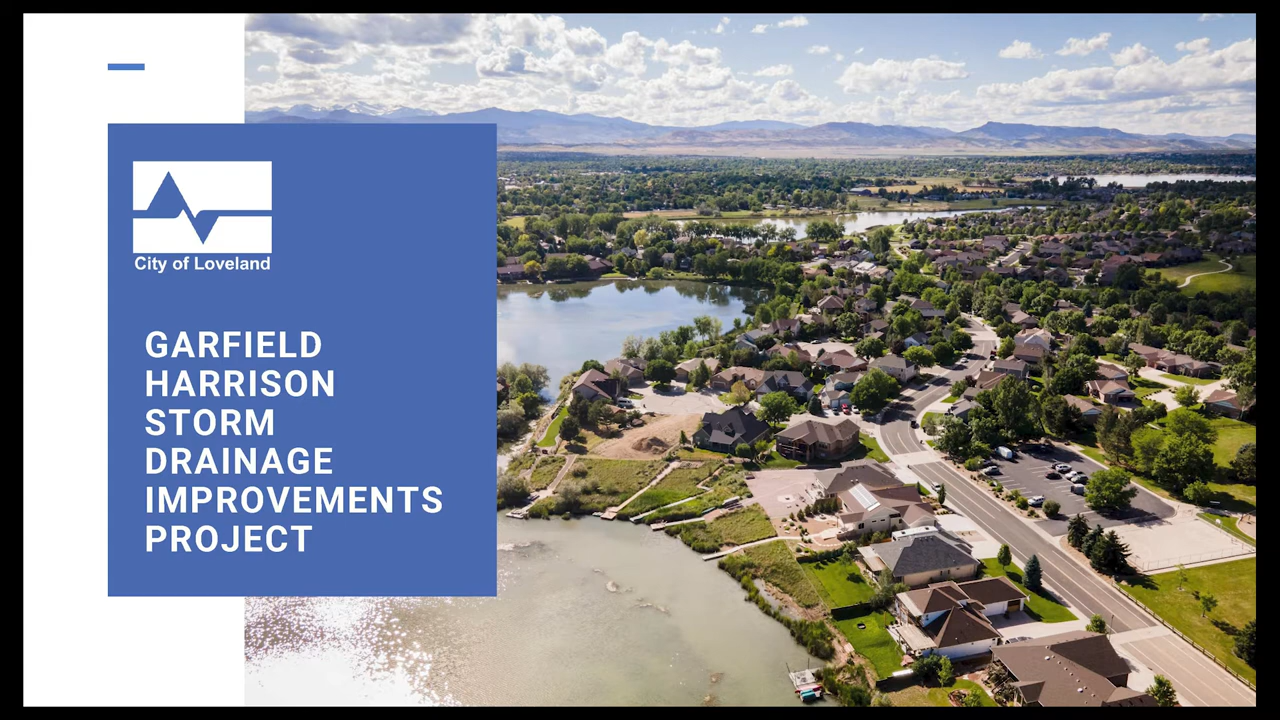 City of Loveland
GARFIELD
HARRISON
STORM
DRAINAGE
IMPROVEMENTS
PROJECT